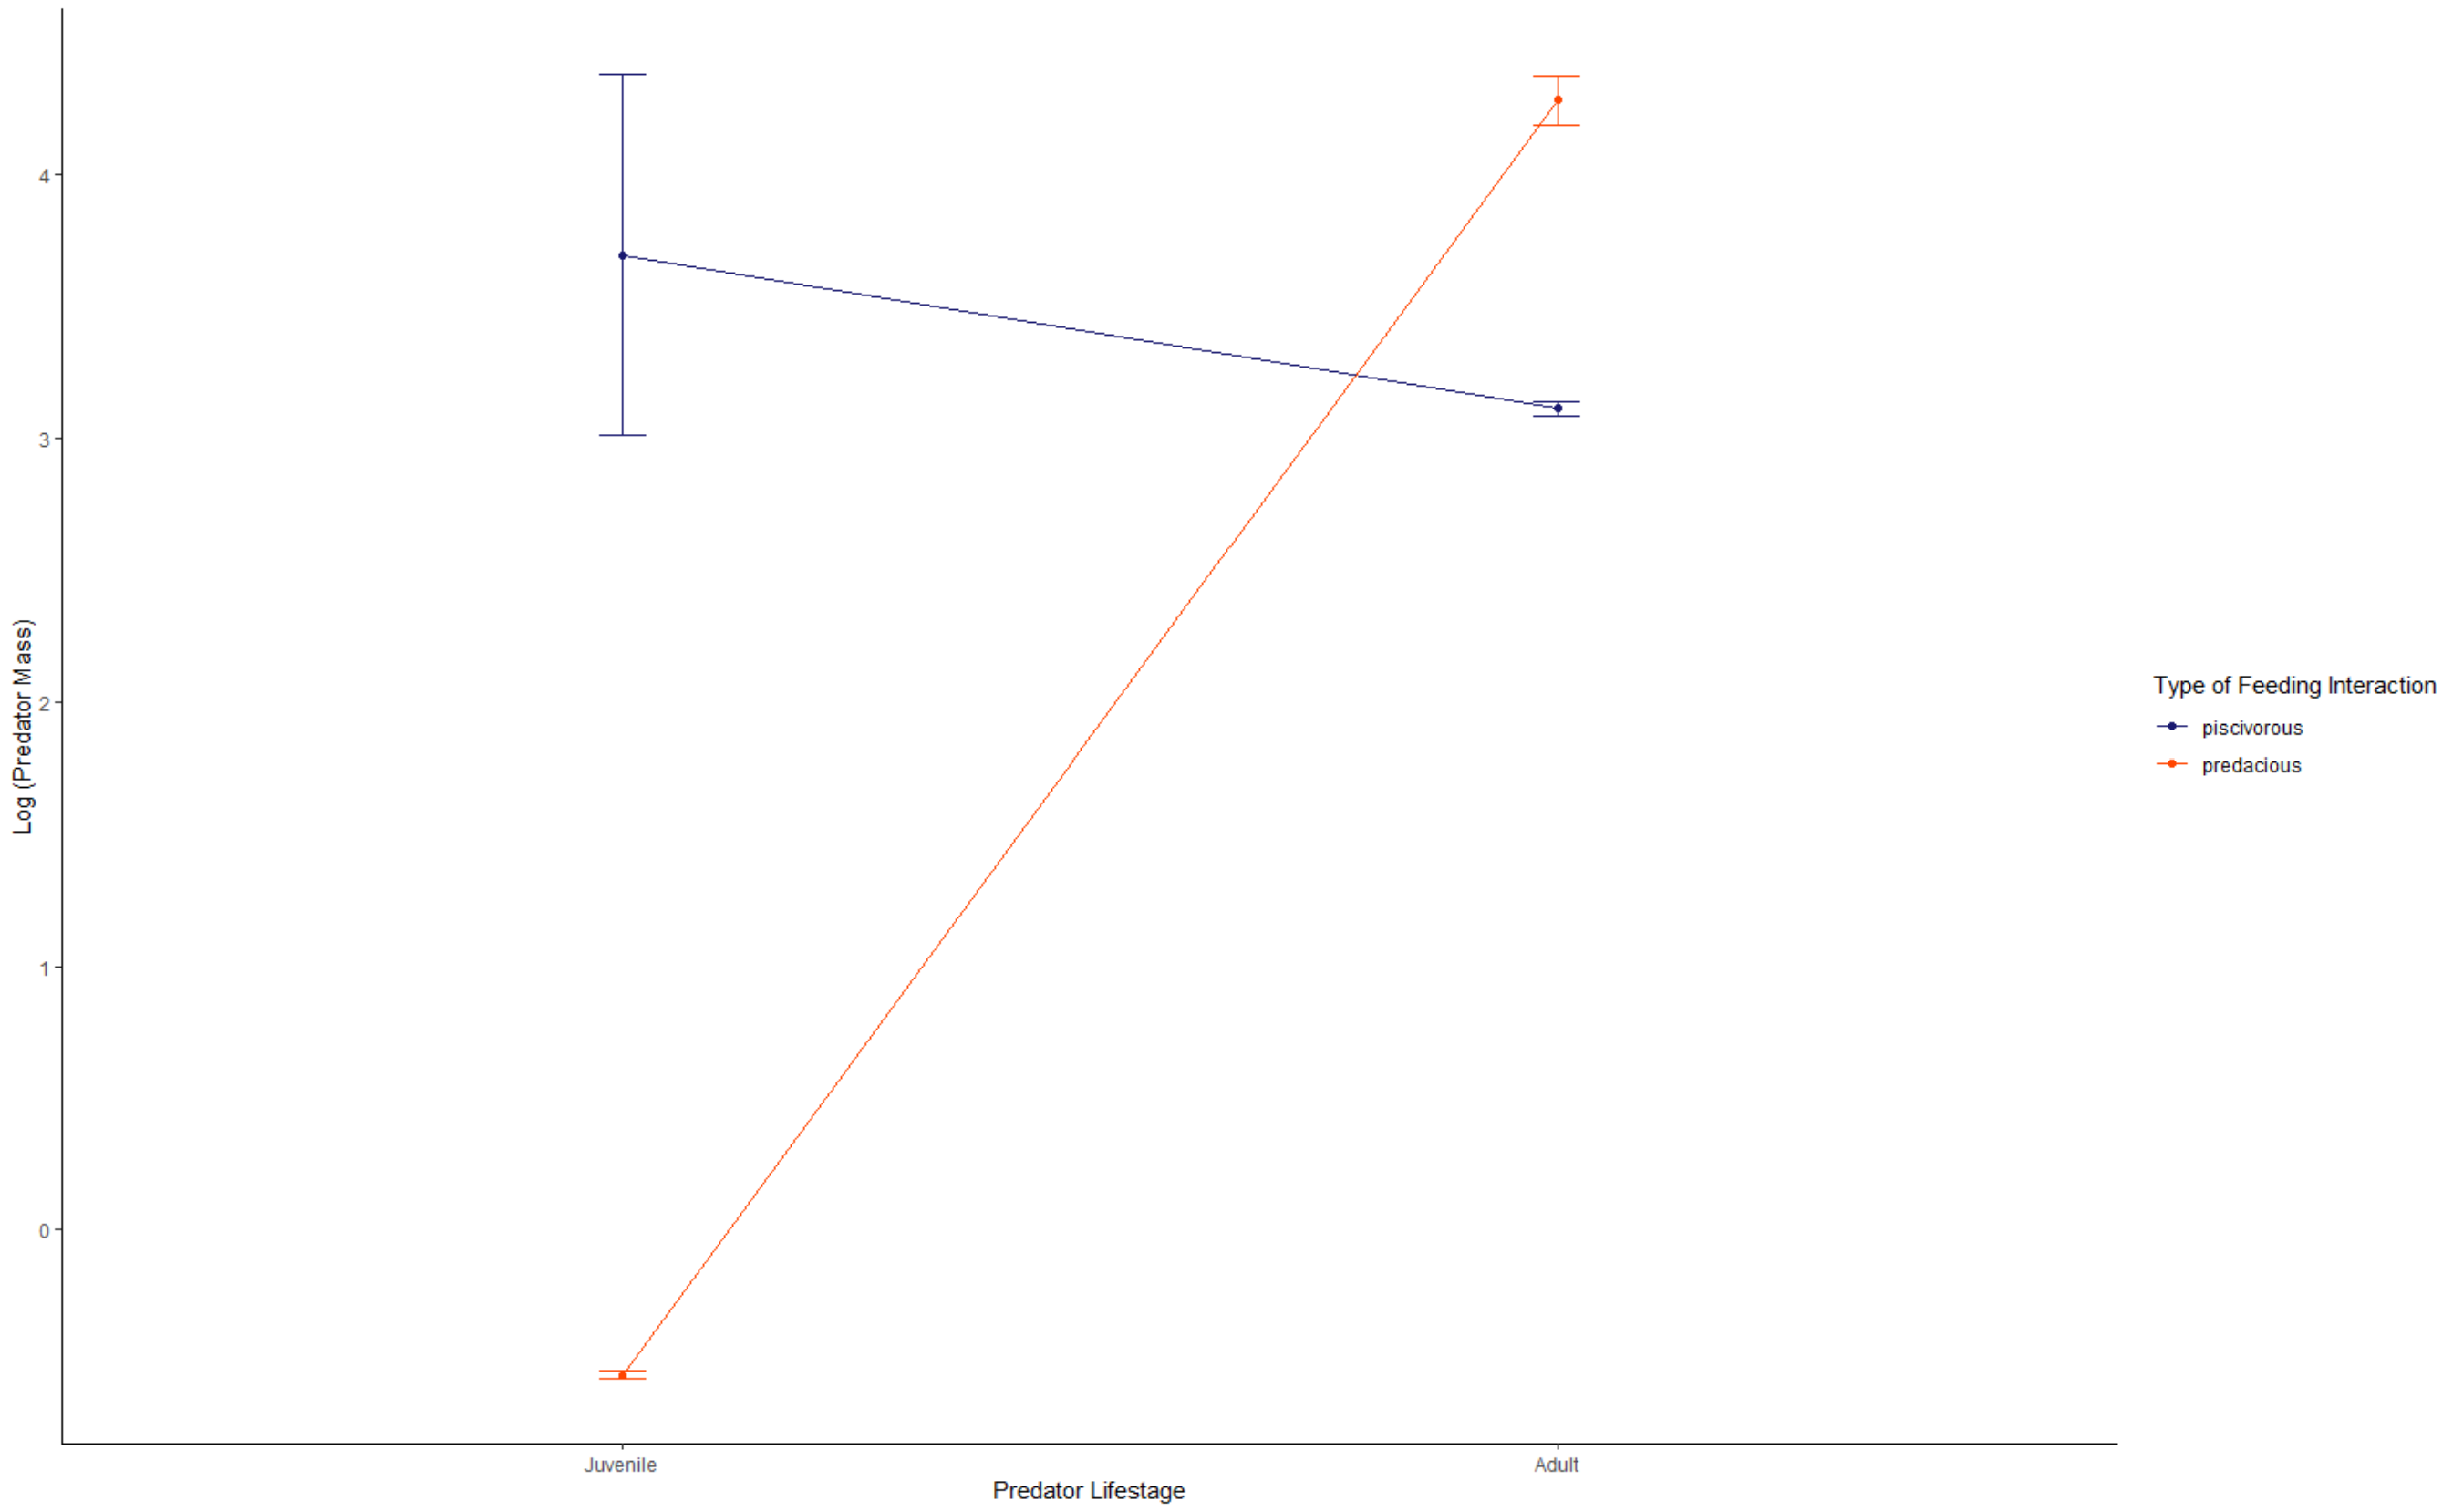 4
3
2
1
0
Log (Predator Mass)
Juvenile
Adult
Predator Lifestage
Type of Feeding Interaction
piscivorous
predacious